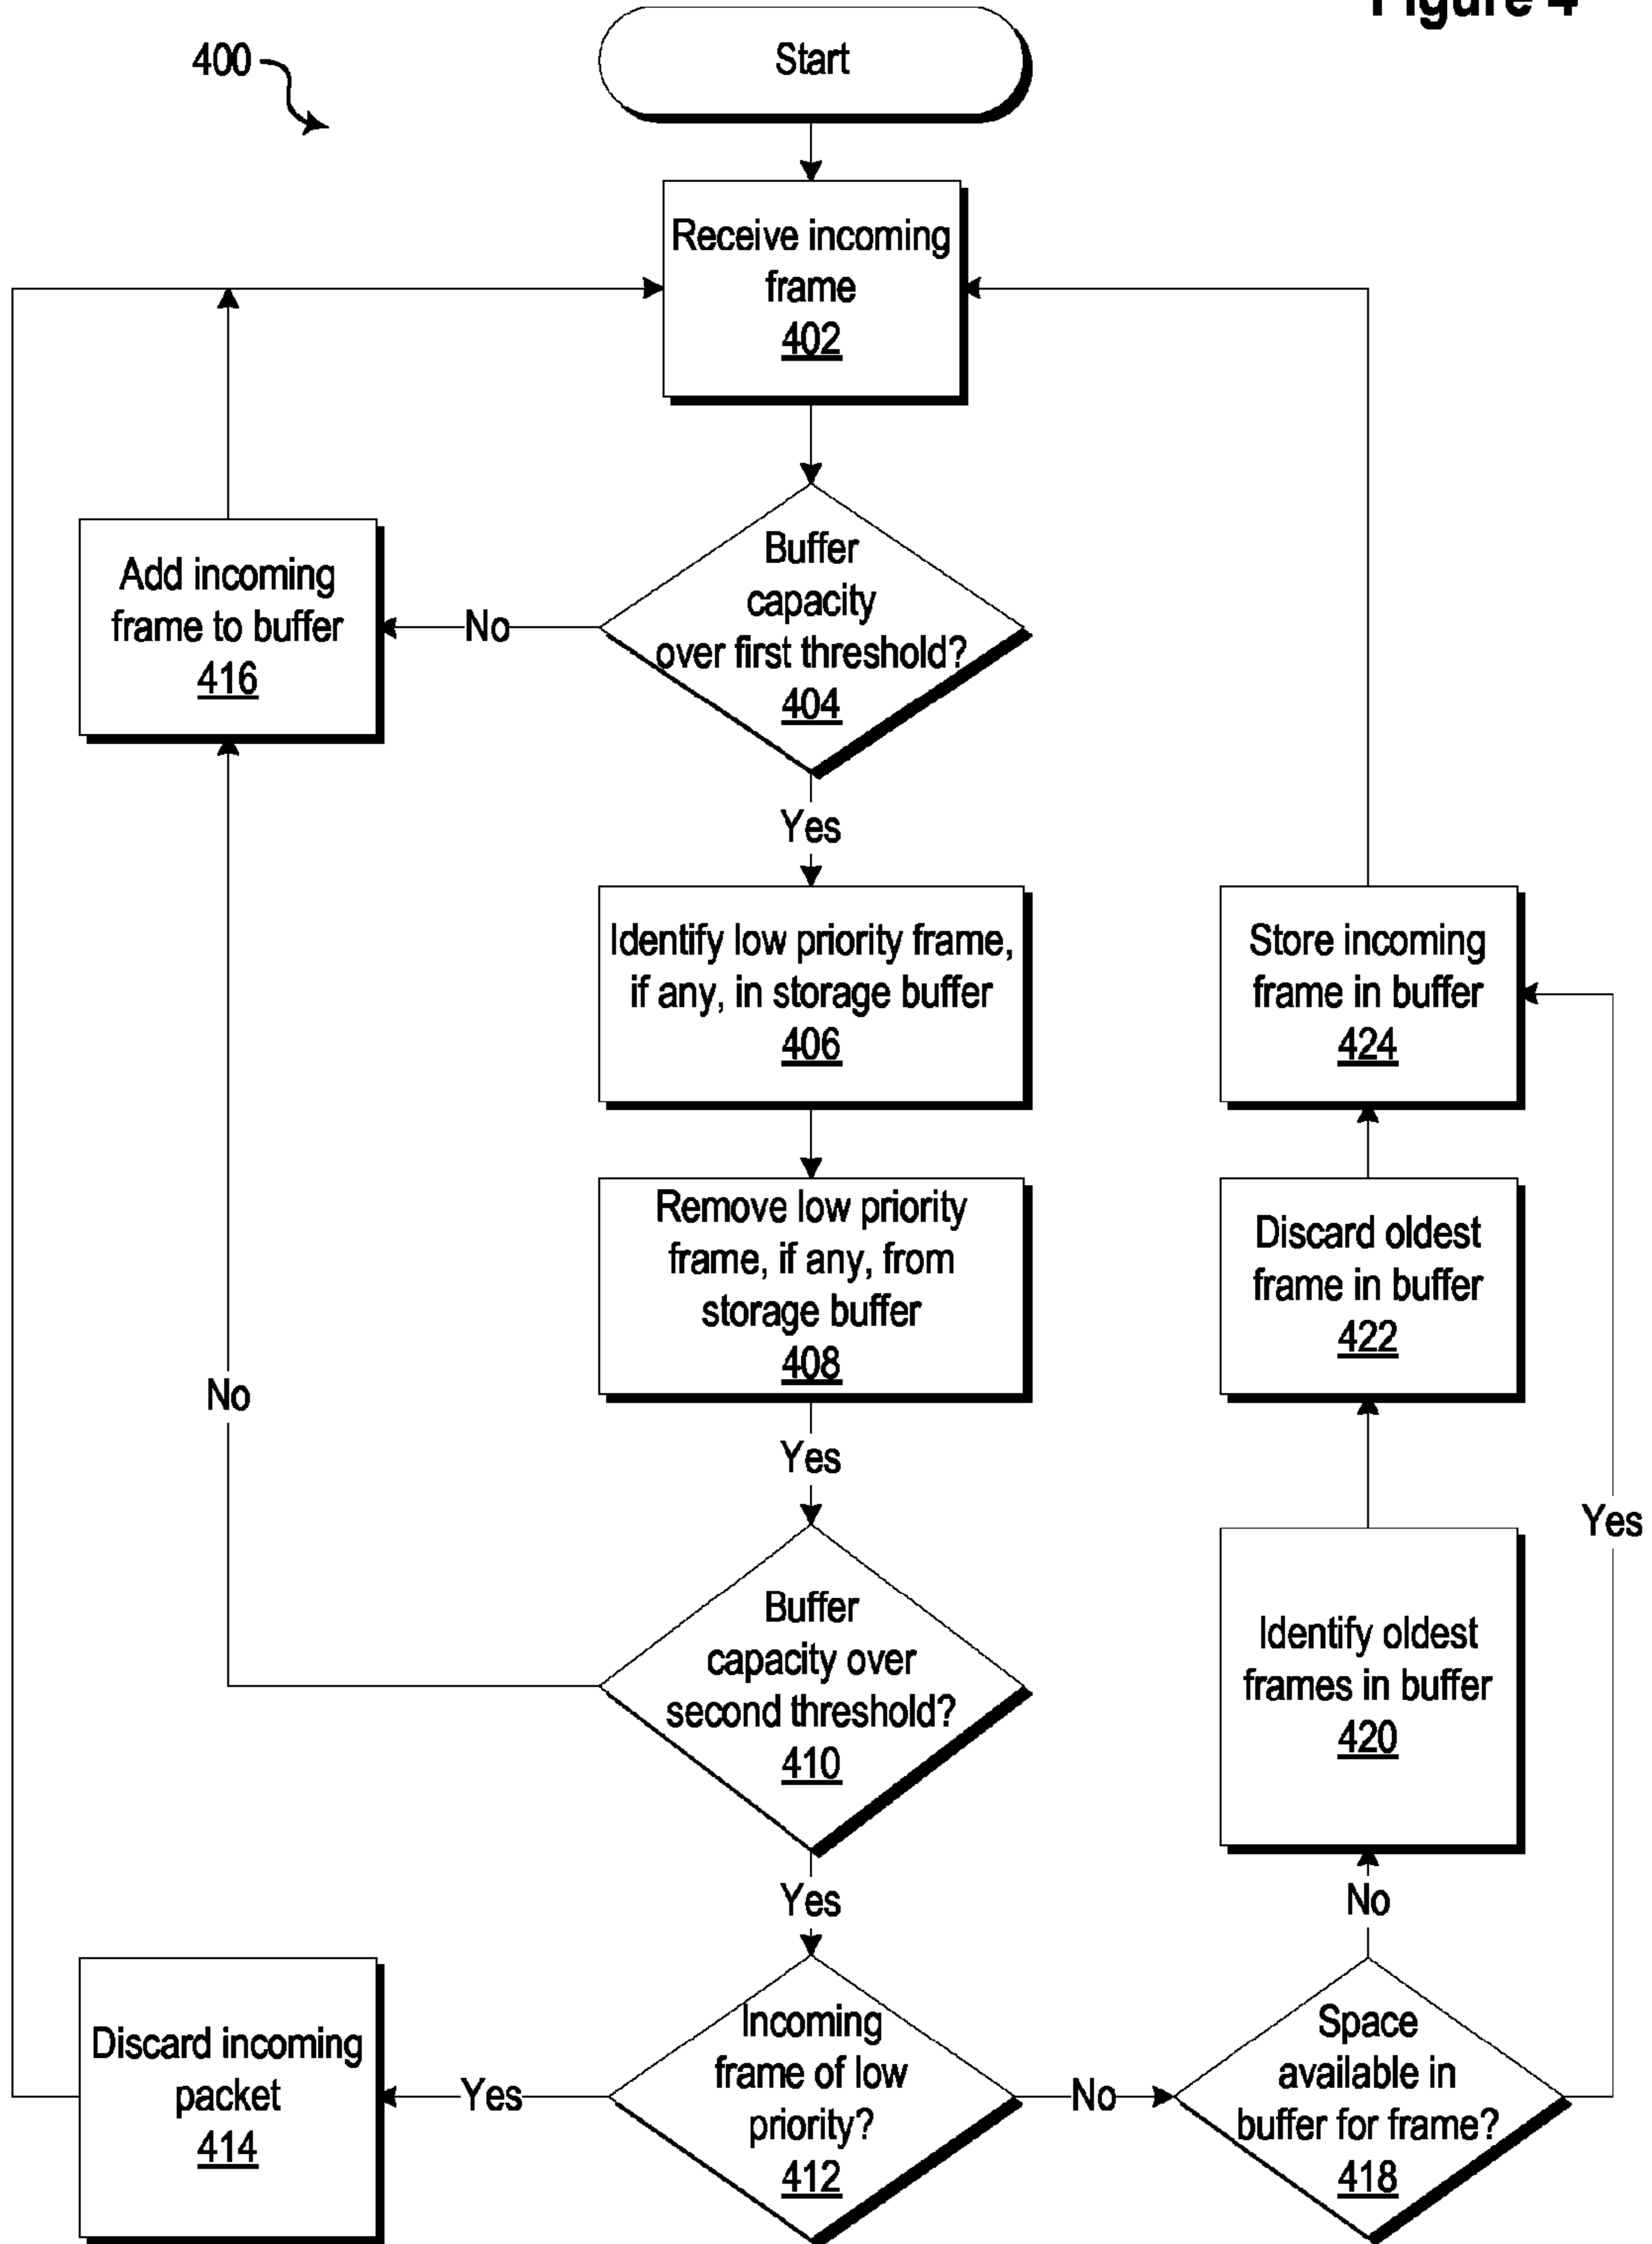 Figure 4
400
Start
Receive incoming
frame
402
Buffer
capacity
over first threshold?
404
No
Add incoming
frame to buffer
416
Yes
Identify low priority frame,
if any, in storage buffer
406
Store incoming
frame in buffer
424
Remove low priority
frame, if any, from
storage buffer
408
Discard oldest
frame in buffer
422
No
Yes
Yes
Buffer
capacity over
second threshold?
410
Identify oldest
frames in buffer
420
Yes
No
Discard incoming
packet
414
Yes
Incoming
frame of low
priority?
412
No
Space
available in
buffer for frame?
418